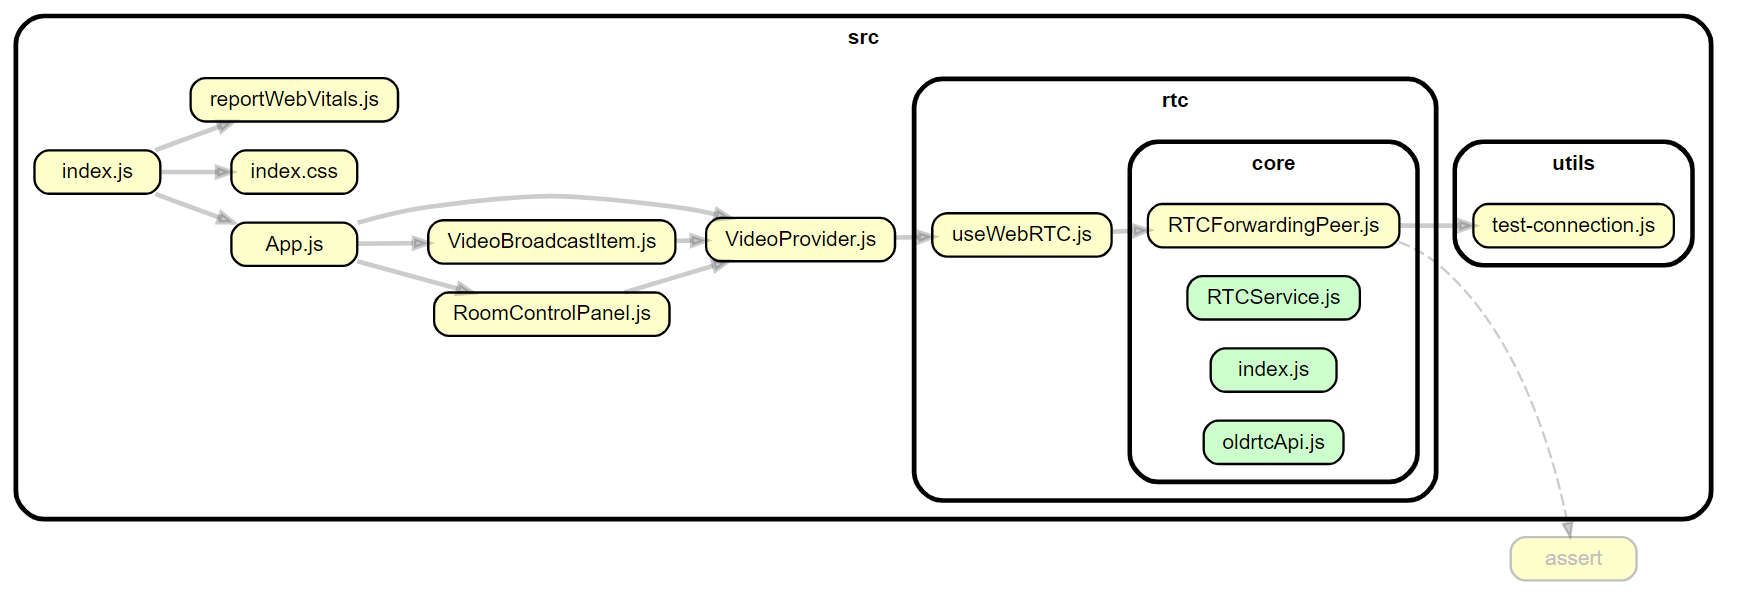 src
reportWebVitals.js
index.js
index.css
App.js
VideoBroadcastItem.js
RoomControlPanel.js
VideoProvider.js
rtc
useWebRTC.js
core
RTCForwardingPeer.js
RTCService.js
index.js
oldrtcApi.js
utils
test-connection.js
assert